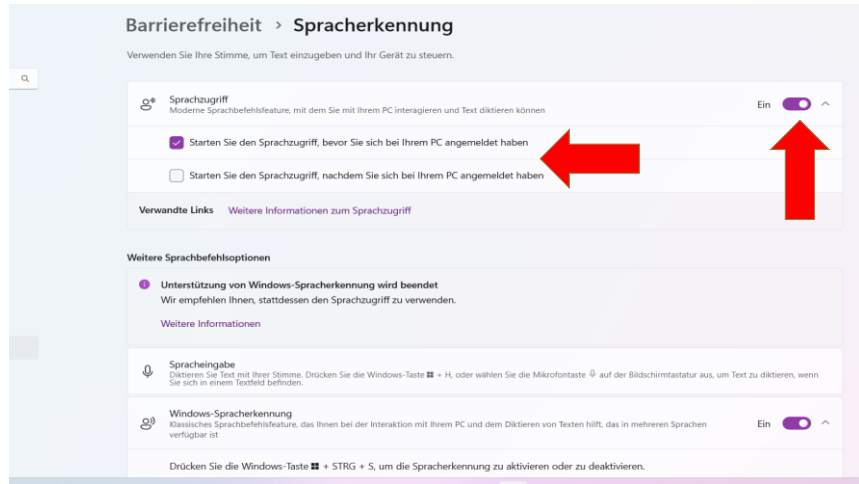 Barrierefreiheit > Spracherkennung
Verwenden Sie Ihre Stimme, um Text einzugeben und Ihr Gerät zu steuern.
Sprachzugriff
Moderne Sprachbefehlsfeature, mit dem Sie mit Ihrem PC interagieren und Text diktieren können
Ein
Starten Sie den Sprachzugriff, bevor Sie sich bei Ihrem PC angemeldet haben
Starten Sie den Sprachzugriff, nachdem Sie sich bei Ihrem PC angemeldet haben
Verwandte Links Weitere Informationen zum Sprachzugriff
Weitere Sprachbefehlsoptionen
Unterstützung von Windows-Spracherkennung wird beendet
Wir empfehlen Ihnen, stattdessen den Sprachzugriff zu verwenden.
Weitere Informationen
Spracheingabe
Diktieren Sie Text mit Ihrer Stimme. Drücken Sie die Windows-Taste + H, oder wählen Sie die Mikrofontaste auf der Bildschirmtastatur aus, um Text zu diktieren, wenn
Sie sich in einem Textfeld befinden.
Windows-Spracherkennung
Klassisches Sprachbefehlsfeature, das Ihnen bei der Interaktion mit Ihrem PC und dem Diktieren von Texten hilft, das in mehreren Sprachen
verfügbar ist
Ein
Drücken Sie die Windows-Taste + STRG + S, um die Spracherkennung zu aktivieren oder zu deaktivieren.